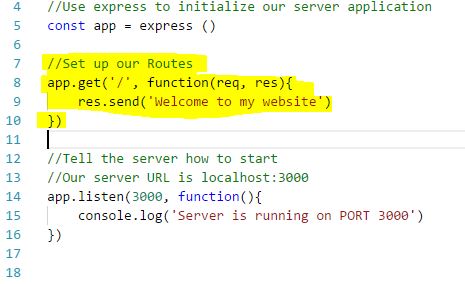 4 //Use express to initialize our server application
5 const app = express ()
6
7 //Set up our Routes
8 app.get('/', function(req, res){
9 res.send('Welcome to my website')
10 })
11
12 //Tell the server how to start
13 //Our server URL is localhost:3000
14 app.listen(3000, function(){
15 console.log('Server is running on PORT 3000')
16 })
17
18